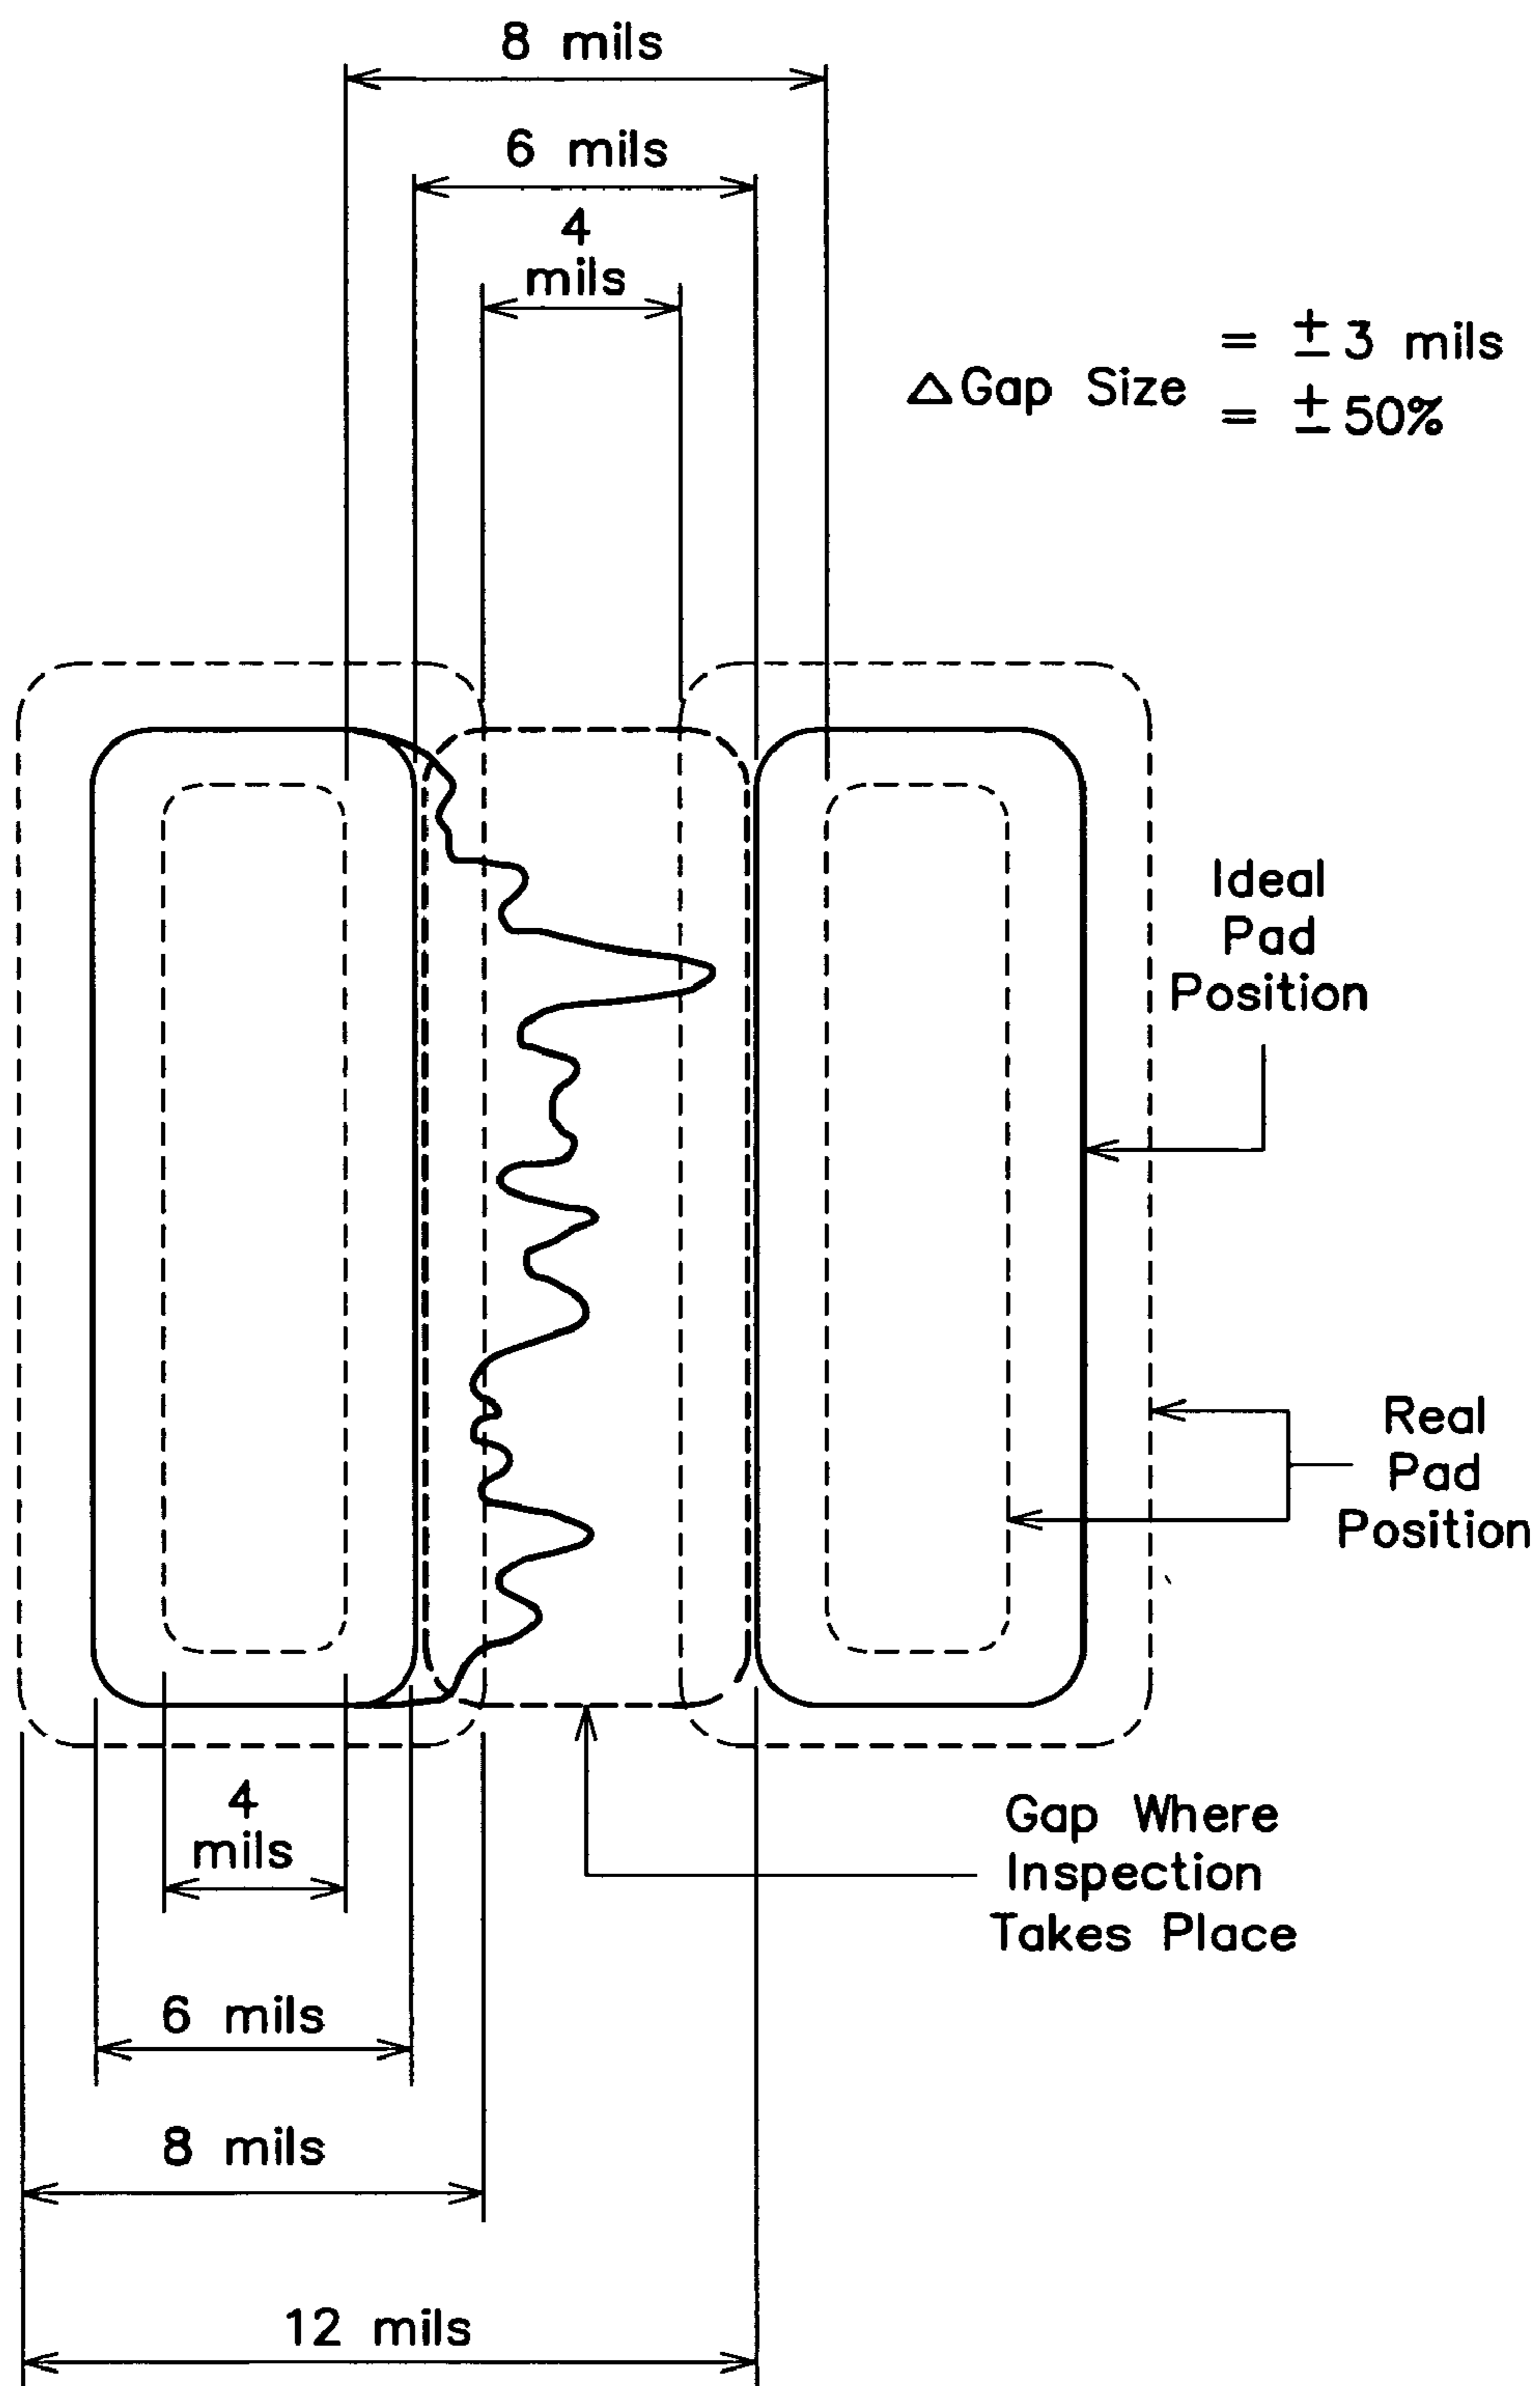 8 mils
6 mils
4
mils
= ± 3 mils
△Gap Size
= ± 50%
Ideal
Pad
Position
Real
Pad
Position
Gap Where
Inspection
Takes Place
4
mils
6 mils
8 mils
12 mils